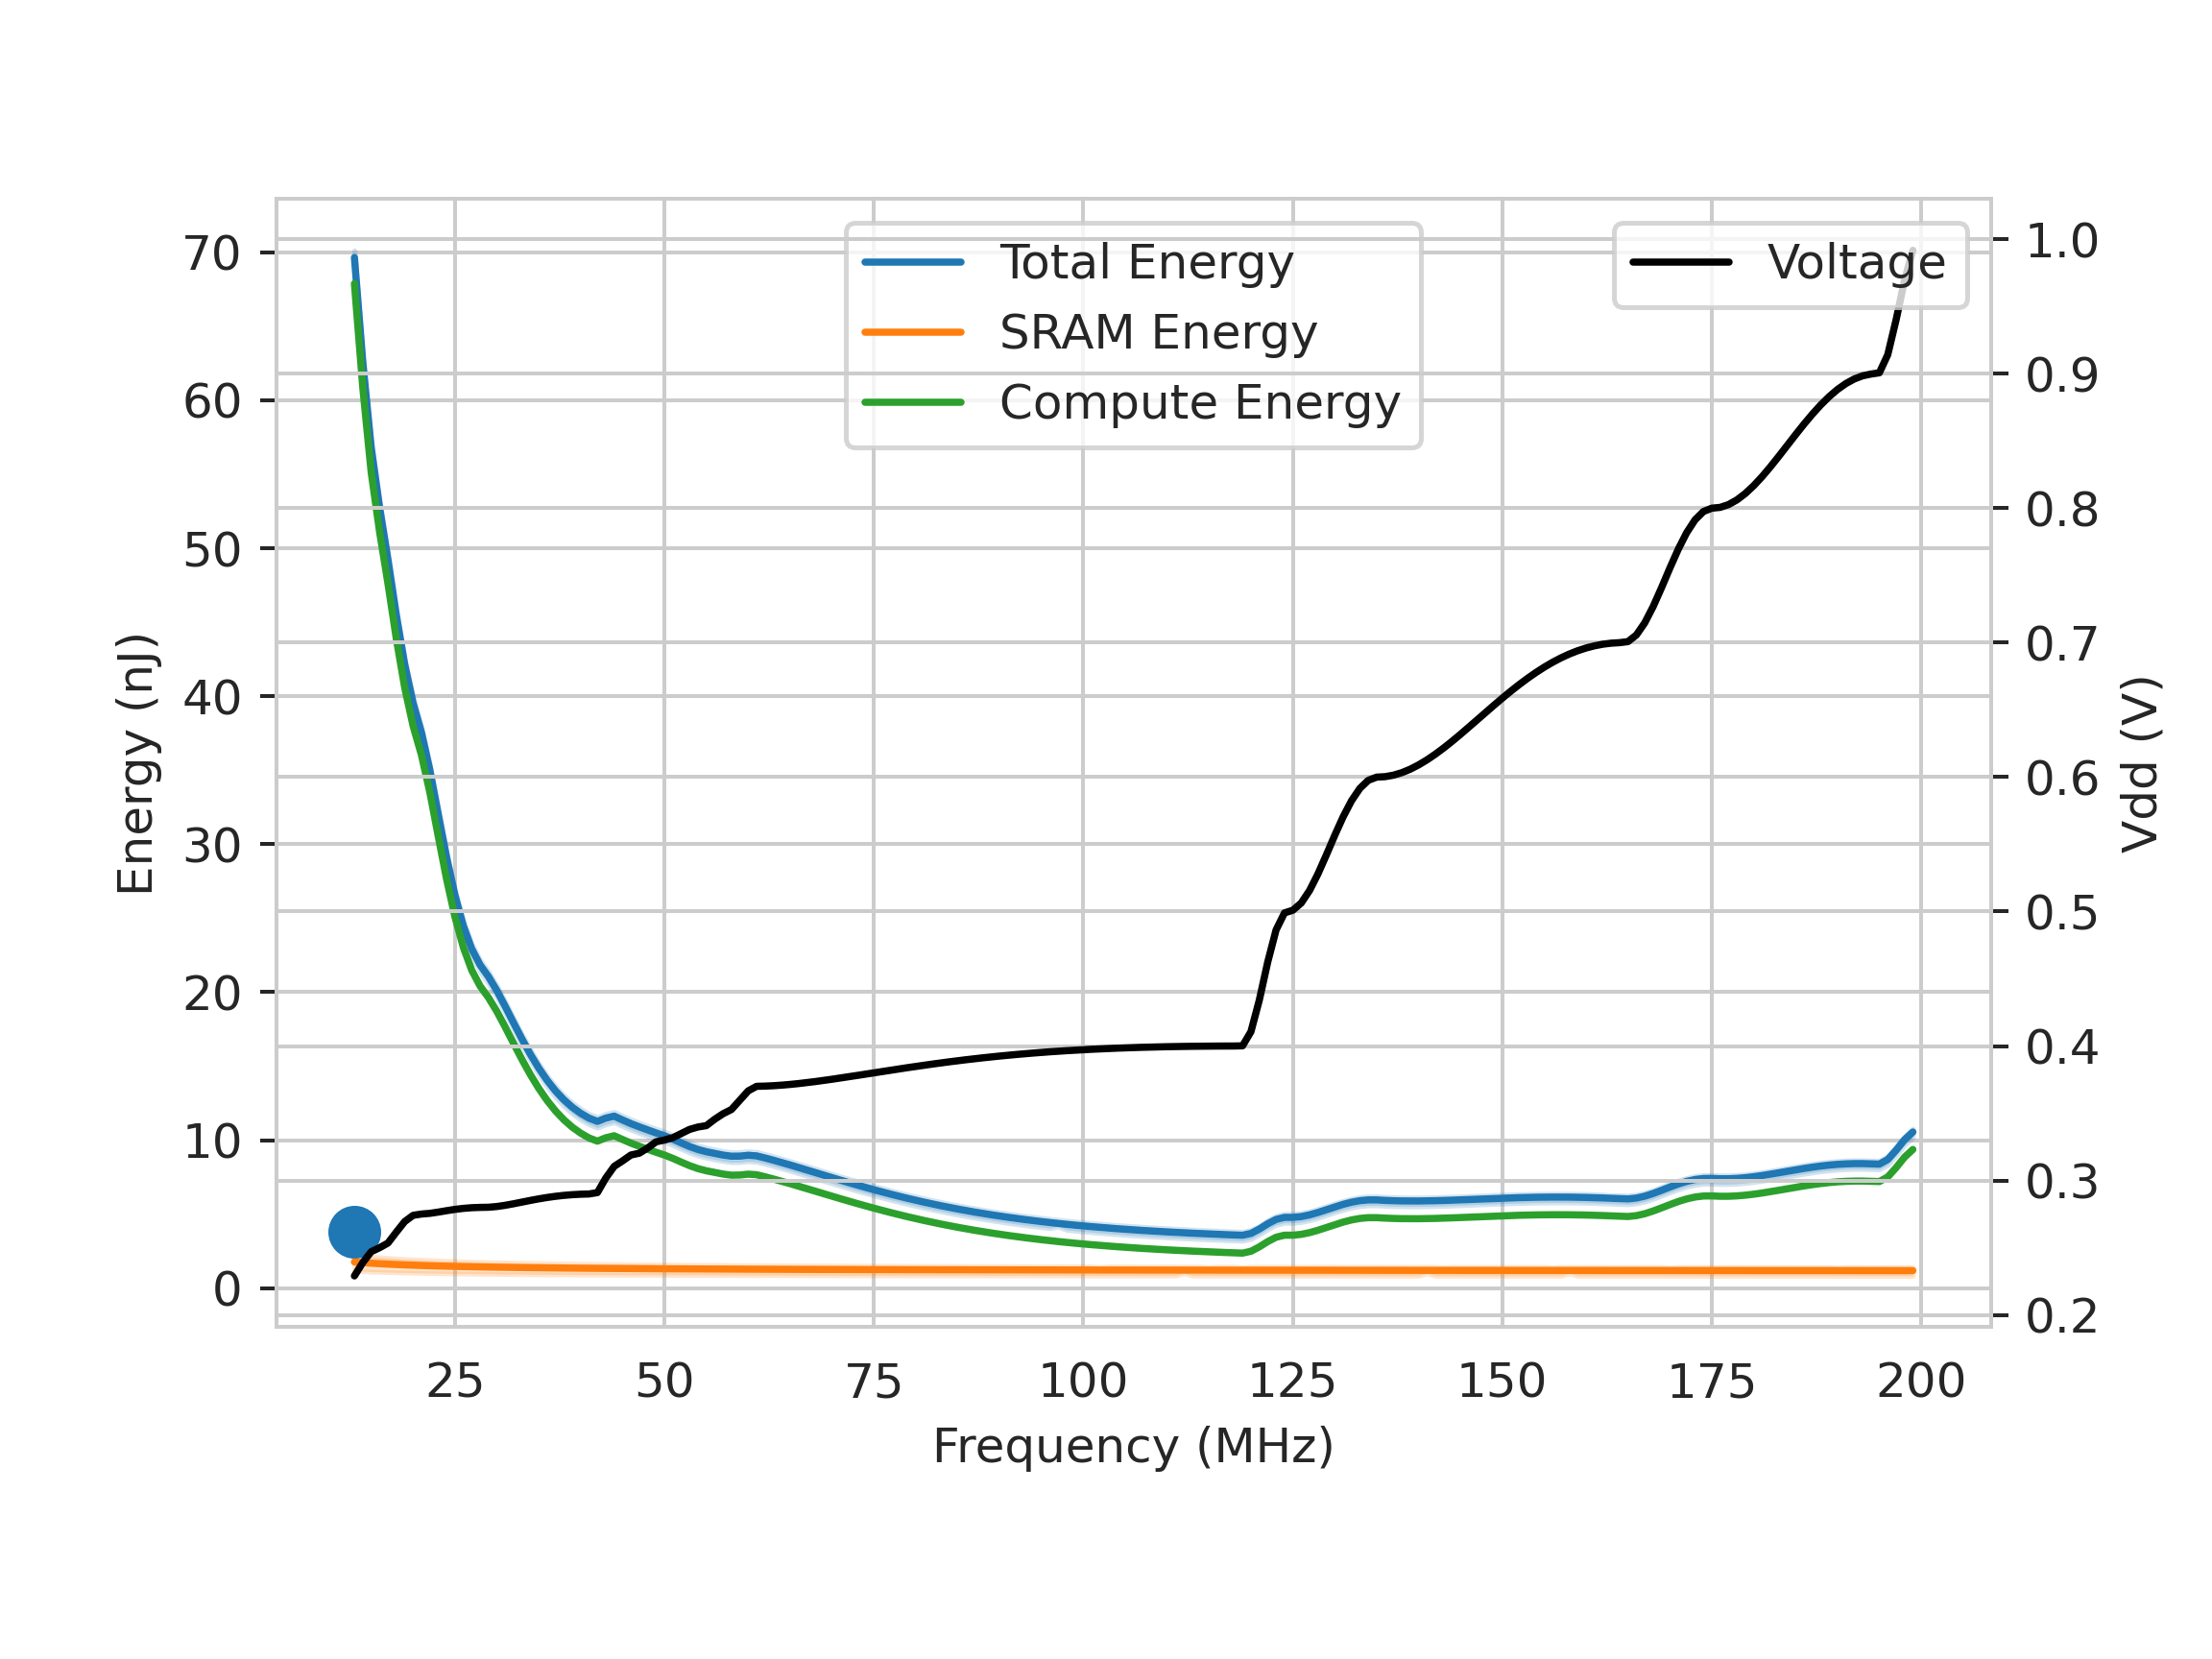 Total Energy
SRAM Energy
Compute Energy
Voltage
70
60
50
40
30
20
10
0
Energy (nJ)
1.0
0.9
0.8
0.7
0.6
0.5
0.4
0.3
0.2
Vdd (V)
25 50 75 100 125 150 175 200
Frequency (MHz)